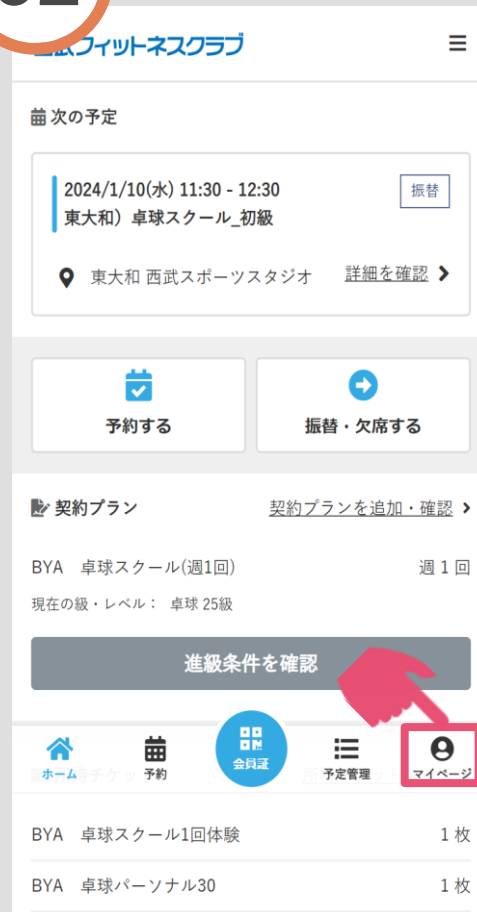 フィットネスクラブ
次の予定
2024/1/10(水) 11:30 - 12:30
振替
東大和）卓球スクール_初級
東大和 西武スポーツスタジオ
詳細を確認
予約する
振替・欠席する
契約プラン
契約プランを追加・確認
BYA 卓球スクール(週1回)
週 1 回
現在の級・レベル： 卓球 25級
進級条件を確認
ホーム
予約
会員証
予定管理
マイページ
BYA 卓球スクール1回体験
1 枚
BYA 卓球パーソナル30
1 枚